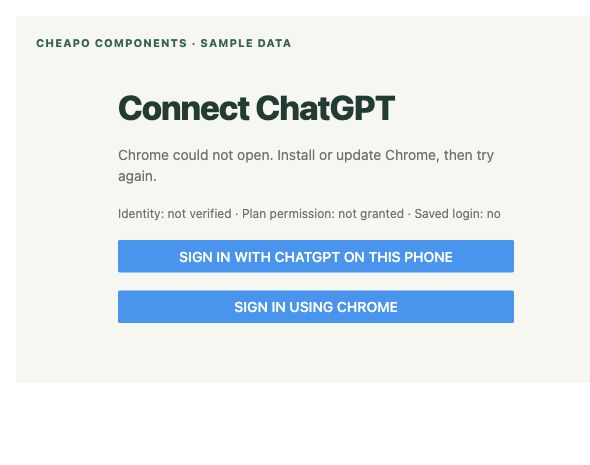 CHEAPO COMPONENTS · SAMPLE DATA
Connect ChatGPT
Chrome could not open. Install or update Chrome, then try
again.
Identity: not verified · Plan permission: not granted · Saved login: no
SIGN IN WITH CHATGPT ON THIS PHONE
SIGN IN USING CHROME